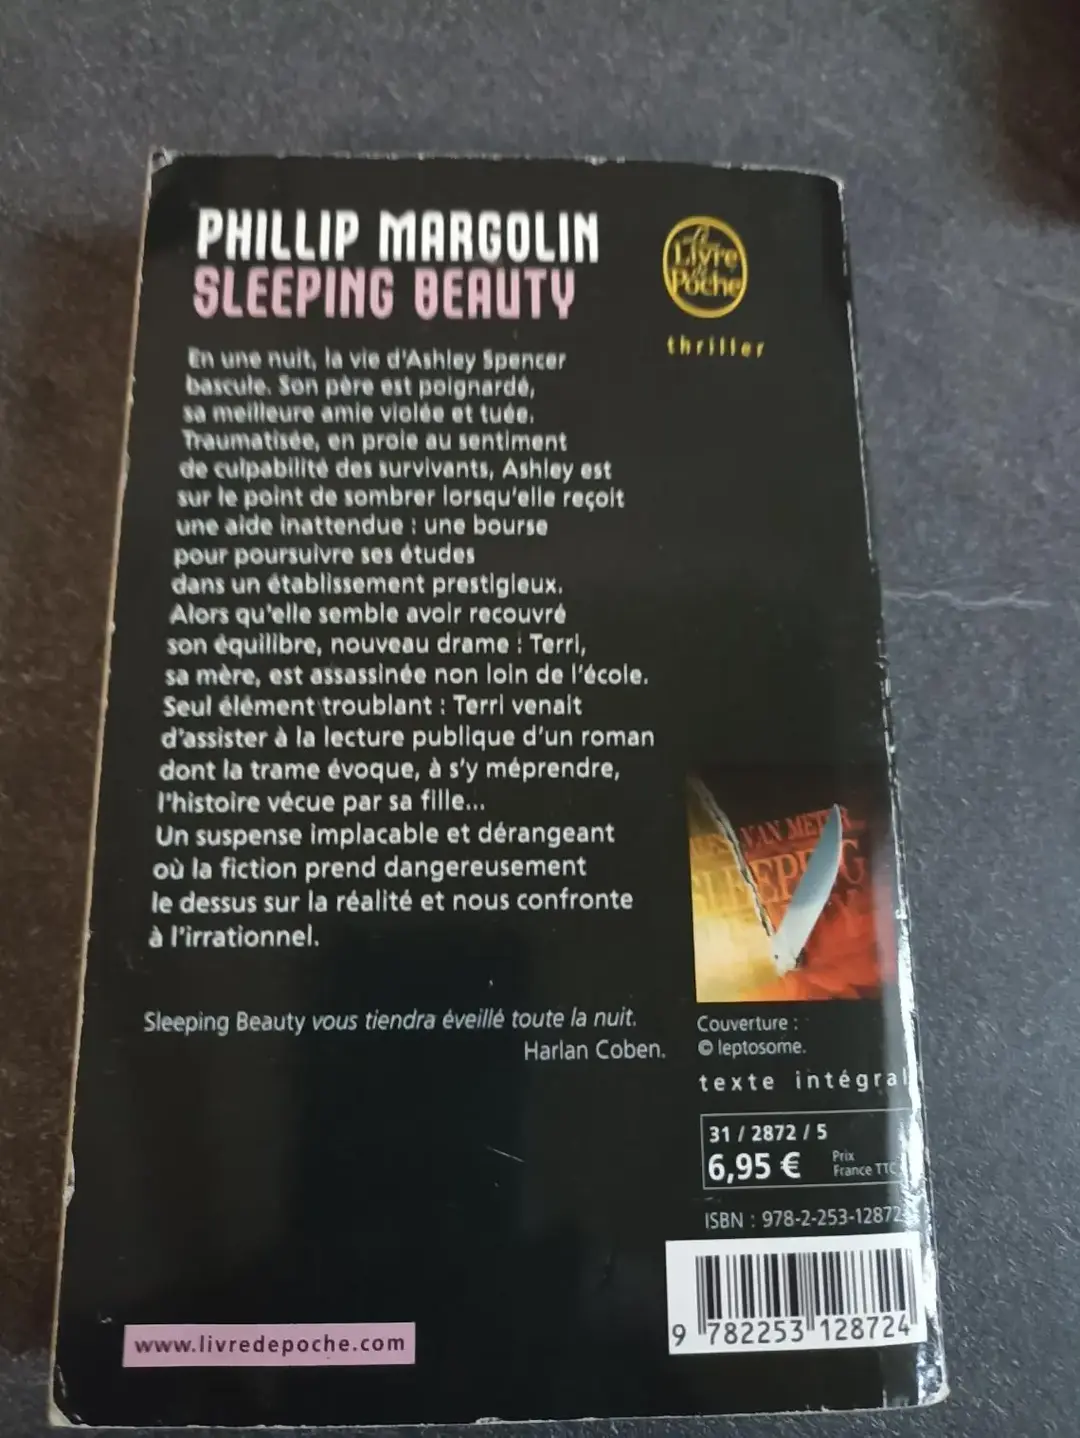 PHILLIP MARGOLIN
SLEEPING BEAUTY
Le
Livre
de
Poche
thriller
En une nuit, la vie d'Ashley Spencer
bascule. Son père est poignardé,
sa meilleure amie violée et tuée.
Traumatisée, en proie au sentiment
de culpabilité des survivants, Ashley est
sur le point de sombrer lorsqu'elle reçoit
une aide inattendue : une bourse
pour poursuivre ses études
dans un établissement prestigieux.
Alors qu'elle semble avoir recouvré
son équilibre, nouveau drame : Terri,
sa mère, est assassinée non loin de l'école.
Seul élément troublant : Terri venait
d'assister à la lecture publique d'un roman
dont la trame évoque, à s'y méprendre,
l'histoire vécue par sa fille...
Un suspense implacable et dérangeant
où la fiction prend dangereusement
le dessus sur la réalité et nous confronte
à l'irrationnel.
Sleeping Beauty vous tiendra éveillé toute la nuit.
Harlan Coben.
VAN METER
SLEEPING
Couverture :
© leptosome.
texte intégral
31 / 2872 / 5
6,95 €
Prix
France TTC
ISBN : 978-2-253-12872
9 782253 128724
www.livredepoche.com